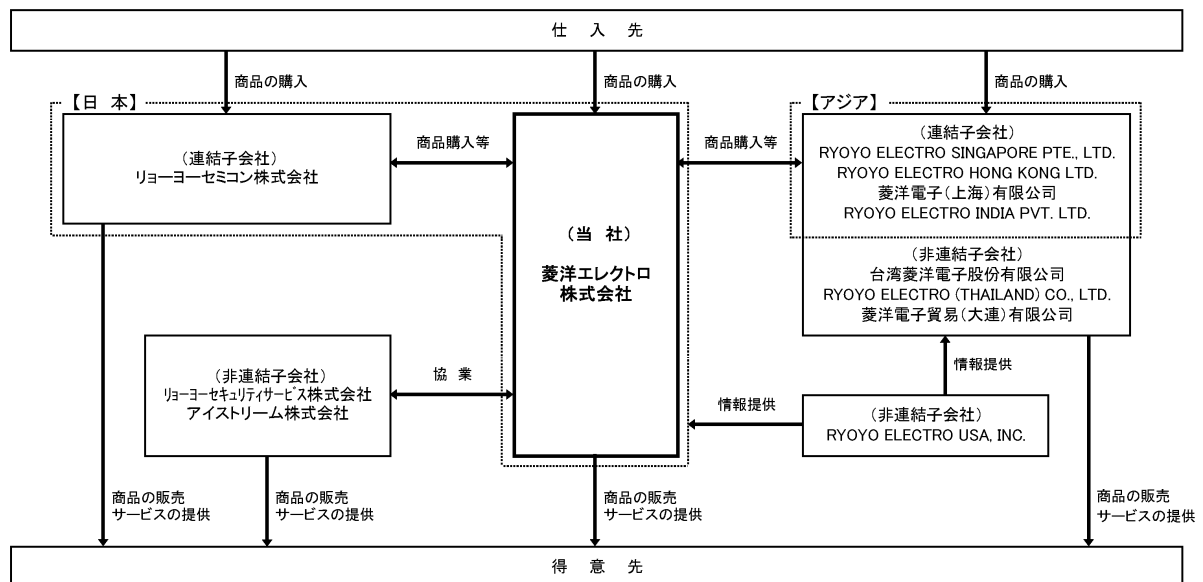 仕 入 先
商品の購入
商品の購入
商品の購入
【日 本】
【アジア】
(連結子会社)
リョーヨーセミコン株式会社
商品購入等
(当 社)
菱洋エレクトロ
株式会社
商品購入等
(連結子会社)
RYOYO ELECTRO SINGAPORE PTE., LTD.
RYOYO ELECTRO HONG KONG LTD.
菱洋電子(上海)有限公司
RYOYO ELECTRO INDIA PVT. LTD.
(非連結子会社)
台湾菱洋電子股份有限公司
RYOYO ELECTRO (THAILAND) CO., LTD.
菱洋電子貿易(大連)有限公司
(非連結子会社)
ﾘｮｰﾖｰｾｷｭﾘﾃｨｻｰﾋﾞｽ株式会社
アイストリーム株式会社
協 業
情報提供
情報提供
(非連結子会社)
RYOYO ELECTRO USA, INC.
商品の販売
サービスの提供
商品の販売
サービスの提供
商品の販売
サービスの提供
商品の販売
サービスの提供
得 意 先